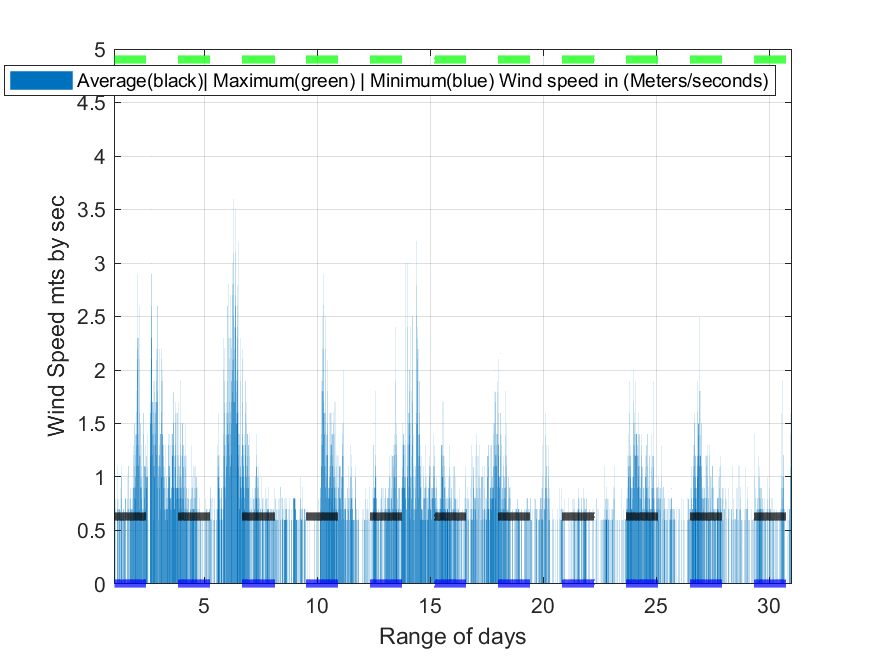 5
Average(black)| Maximum(green) | Minimum(blue) Wind speed in (Meters/seconds)
4.5
4
3.5
3
2.5
2
1.5
1
0.5
0
Wind Speed mts by sec
5 10 15 20 25 30
Range of days